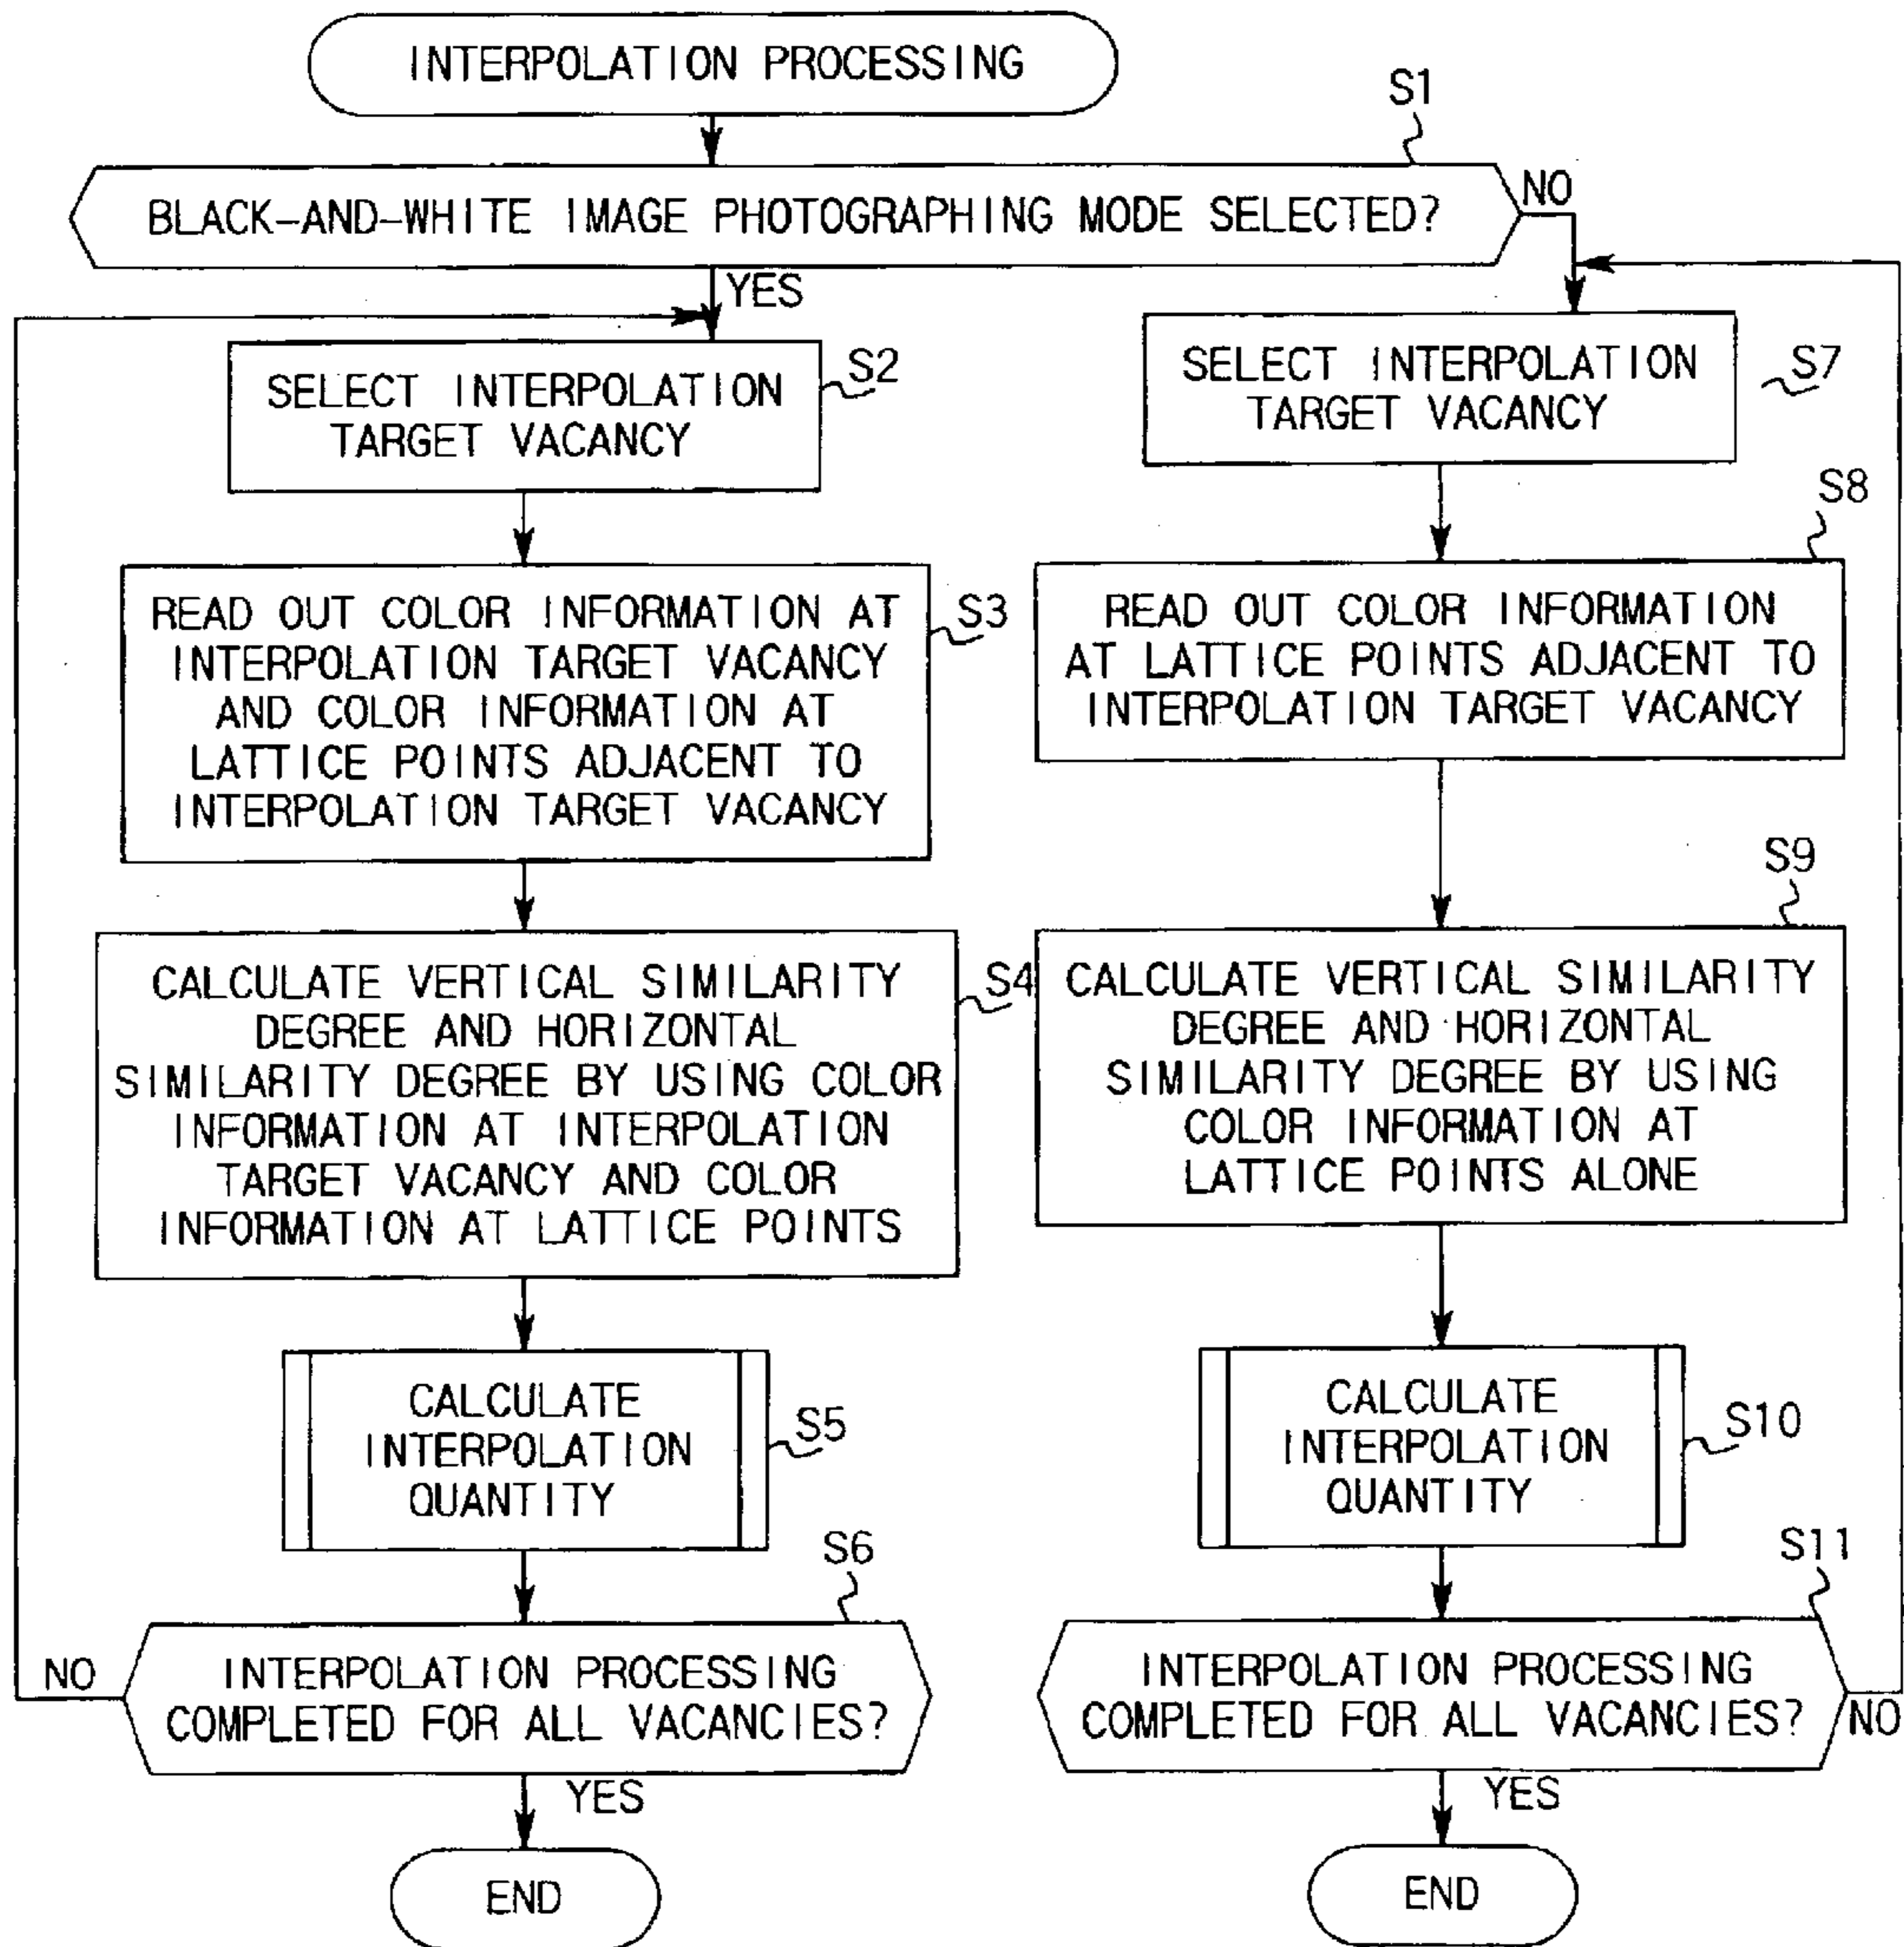 INTERPOLATION PROCESSING
S1
BLACK-AND-WHITE IMAGE PHOTOGRAPHING MODE SELECTED?
NO
YES
SELECT INTERPOLATION
TARGET VACANCY
S2
READ OUT COLOR INFORMATION AT
INTERPOLATION TARGET VACANCY
AND COLOR INFORMATION AT
LATTICE POINTS ADJACENT TO
INTERPOLATION TARGET VACANCY
S3
CALCULATE VERTICAL SIMILARITY
DEGREE AND HORIZONTAL
SIMILARITY DEGREE BY USING COLOR
INFORMATION AT INTERPOLATION
TARGET VACANCY AND COLOR
INFORMATION AT LATTICE POINTS
S4
CALCULATE
INTERPOLATION
QUANTITY
S5
S6
INTERPOLATION PROCESSING
COMPLETED FOR ALL VACANCIES?
NO
YES
END
SELECT INTERPOLATION
TARGET VACANCY
S7
S8
READ OUT COLOR INFORMATION
AT LATTICE POINTS ADJACENT TO
INTERPOLATION TARGET VACANCY
S9
CALCULATE VERTICAL SIMILARITY
DEGREE AND HORIZONTAL
SIMILARITY DEGREE BY USING
COLOR INFORMATION AT
LATTICE POINTS ALONE
CALCULATE
INTERPOLATION
QUANTITY
S10
S11
INTERPOLATION PROCESSING
COMPLETED FOR ALL VACANCIES?
NO
YES
END